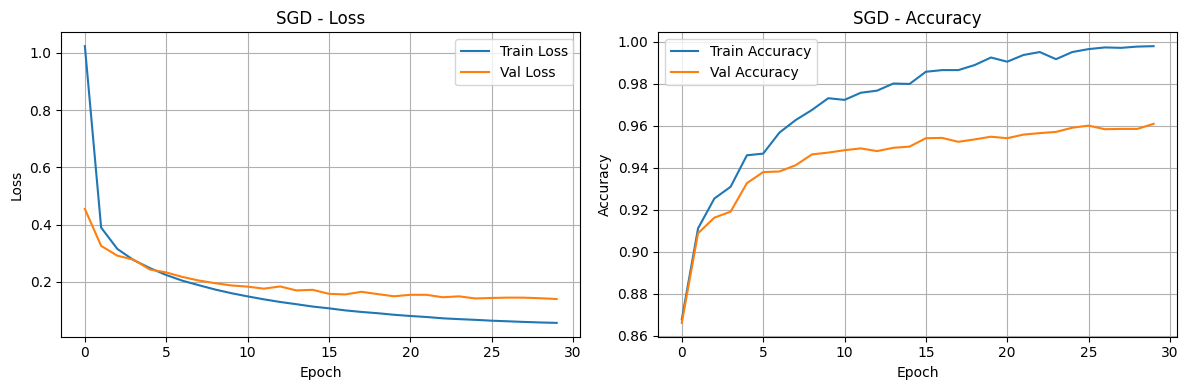 SGD - Loss
Train Loss
Val Loss
1.0
0.8
0.6
0.4
0.2
Loss
0 5 10 15 20 25 30
Epoch
SGD - Accuracy
Train Accuracy
Val Accuracy
1.00
0.98
0.96
0.94
0.92
0.90
0.88
0.86
Accuracy
0 5 10 15 20 25 30
Epoch